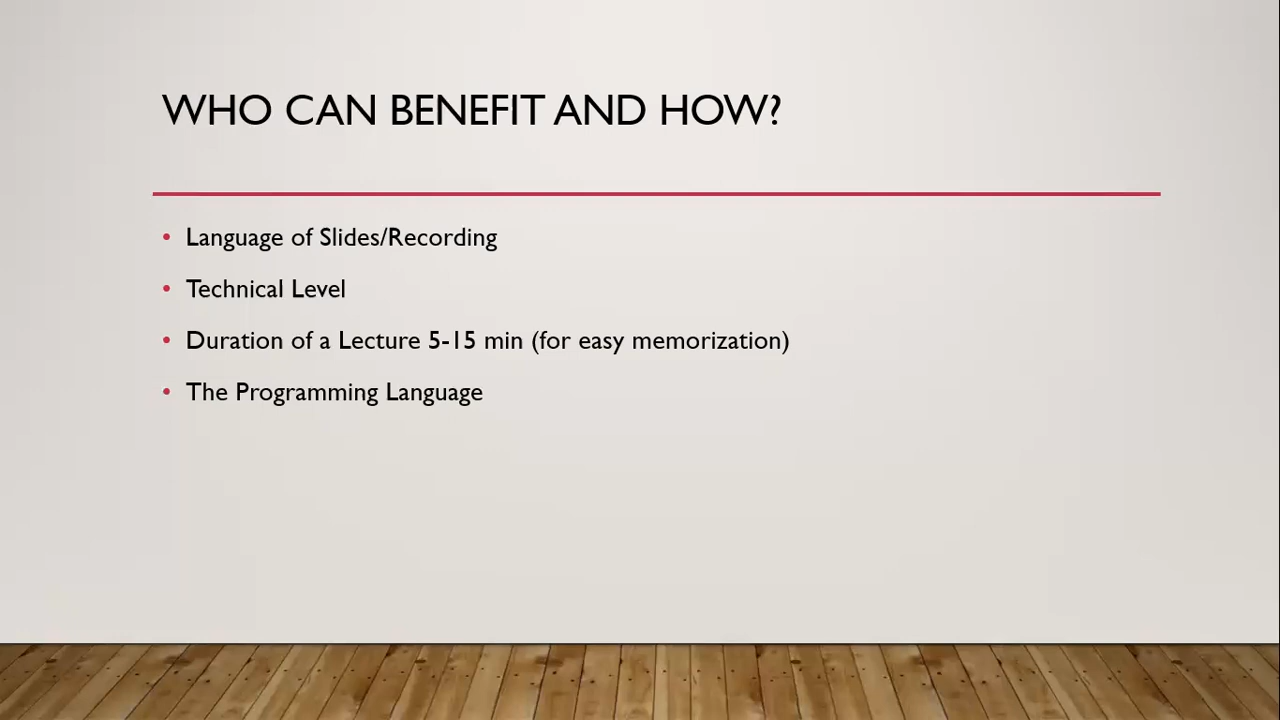 WHO CAN BENEFIT AND HOW?
• Language of Slides/Recording
• Technical Level
• Duration of a Lecture 5-15 min (for easy memorization)
• The Programming Language